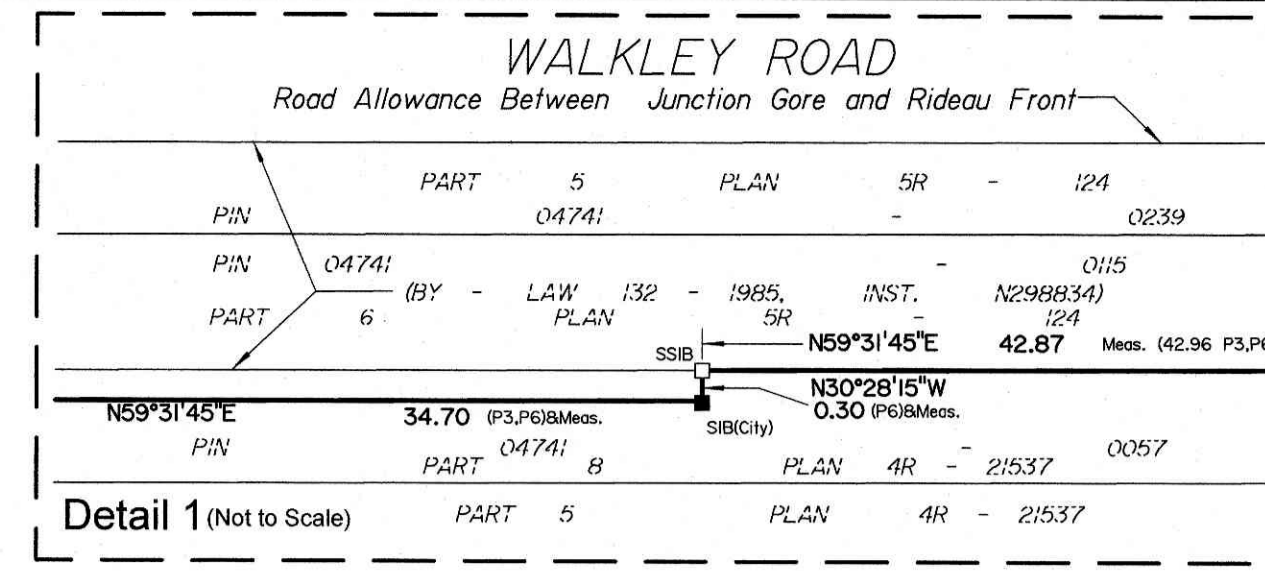 WALKLEY ROAD
Road Allowance Between Junction Gore and Rideau Front
PART 5 PLAN 5R - 124
PIN 04741 - 0239
PIN 04741 - 0115
(BY - LAW 132 - 1985, INST. N298834)
PART 6 PLAN 5R - 124
SSIB N59°31'45"E 42.87 Meas. (42.96 P3,P6
N30°28'15"W
0.30 (P6)&Meas.
N59°31'45"E 34.70 (P3,P6)&Meas.
SIB(City)
PIN 04741 - 0057
PART 8 PLAN 4R - 21537
Detail 1 (Not to Scale) PART 5 PLAN 4R - 21537